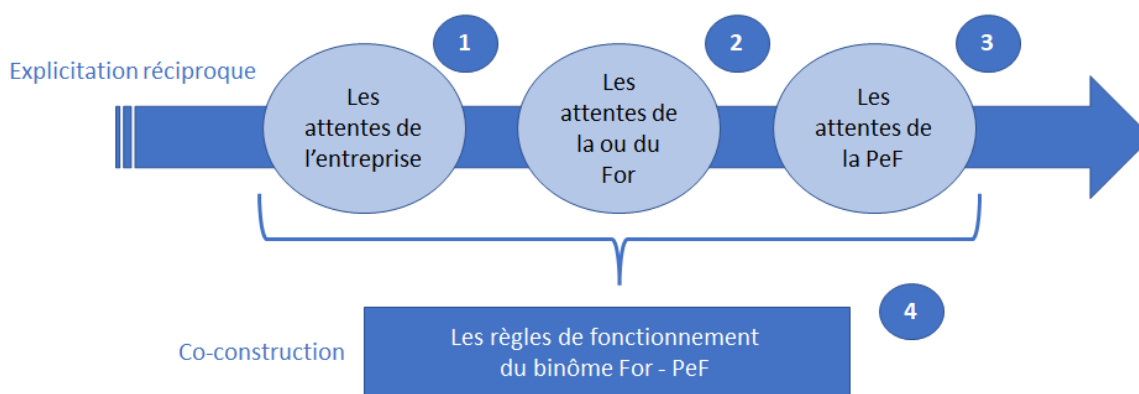 1
2
3
Explicitation réciproque
Les
attentes de
l’entreprise
Les
attentes de
la ou du
For
Les
attentes de
la PeF
4
Co-construction
Les règles de fonctionnement
du binôme For - PeF